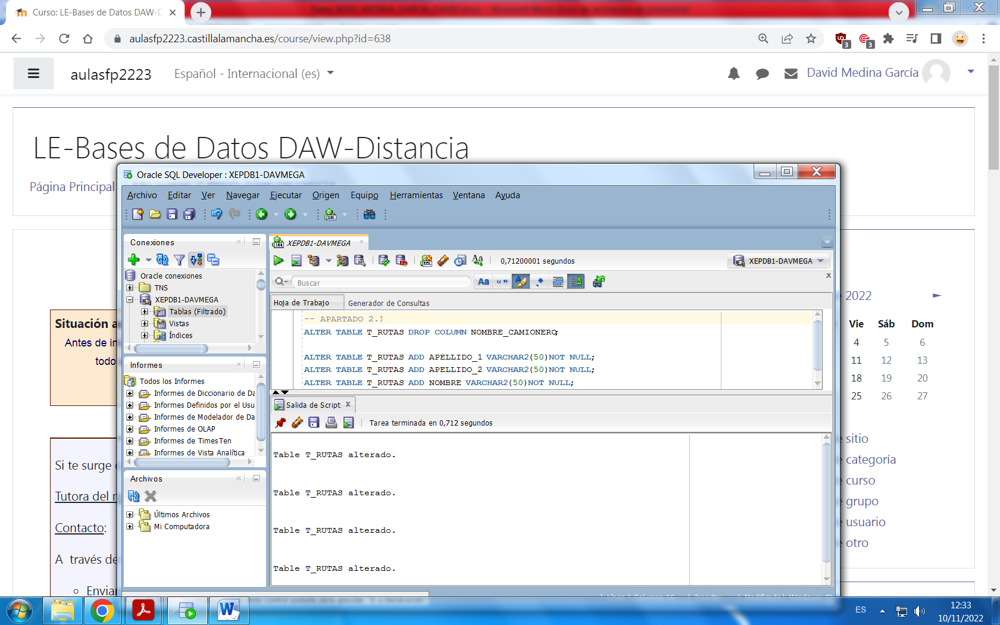 Curso: LE-Bases de Datos DAW-D
aulasfp2223.castillalamancha.es/course/view.php?id=638
3
3
aulasfp2223
Español - Internacional (es)
David Medina García
LE-Bases de Datos DAW-Distancia
Página Principal
Oracle SQL Developer : XEPDB1-DAVMEGA
Archivo Editar Ver Navegar Ejecutar Origen Equipo Herramientas Ventana Ayuda
Conexiones
XEPDB1-DAVMEGA
0,71200001 segundos
XEPDB1-DAVMEGA
Oracle conexiones
TNS
XEPDB1-DAVMEGA
Tablas (Filtrado)
Vistas
Índices
Buscar
Aa
Hoja de Trabajo
Generador de Consultas
-- APARTADO 2.1
ALTER TABLE T_RUTAS DROP COLUMN NOMBRE_CAMIONERO;
ALTER TABLE T_RUTAS ADD APELLIDO_1 VARCHAR2(50)NOT NULL;
ALTER TABLE T_RUTAS ADD APELLIDO_2 VARCHAR2(50)NOT NULL;
ALTER TABLE T_RUTAS ADD NOMBRE VARCHAR2(50)NOT NULL;
Informes
Todos los Informes
Informes de Diccionario de Da
Informes Definidos por el Usu
Informes de Modelador de Da
Informes de OLAP
Informes de TimesTen
Informes de Vista Analítica
Salida de Script
Tarea terminada en 0,712 segundos
Table T_RUTAS alterado.
Table T_RUTAS alterado.
Table T_RUTAS alterado.
Table T_RUTAS alterado.
Archivos
Últimos Archivos
Mi Computadora
Situación a
Antes de in
todo
Si te surge
Tutora del
Contacto:
A través de
Enviar
2022
Vie Sáb Dom
4 5 6
11 12 13
18 19 20
25 26 27
sitio
categoría
curso
grupo
usuario
otro
ES
12:33
10/11/2022